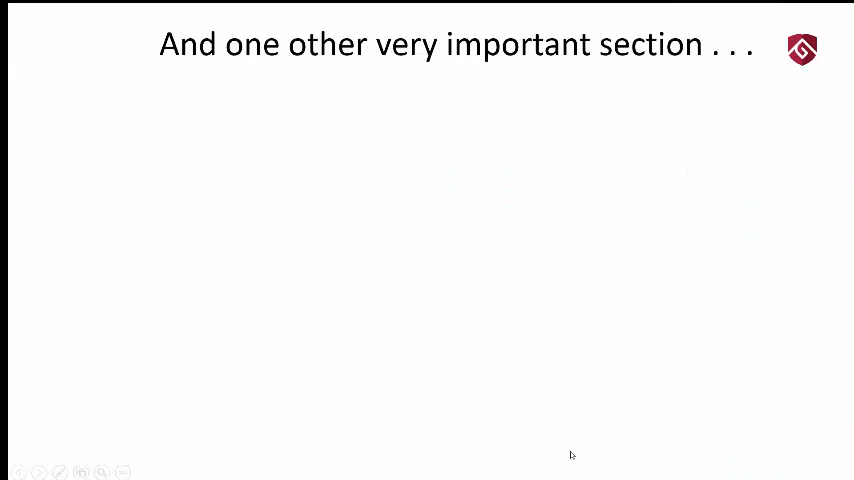 And one other very important section . . .